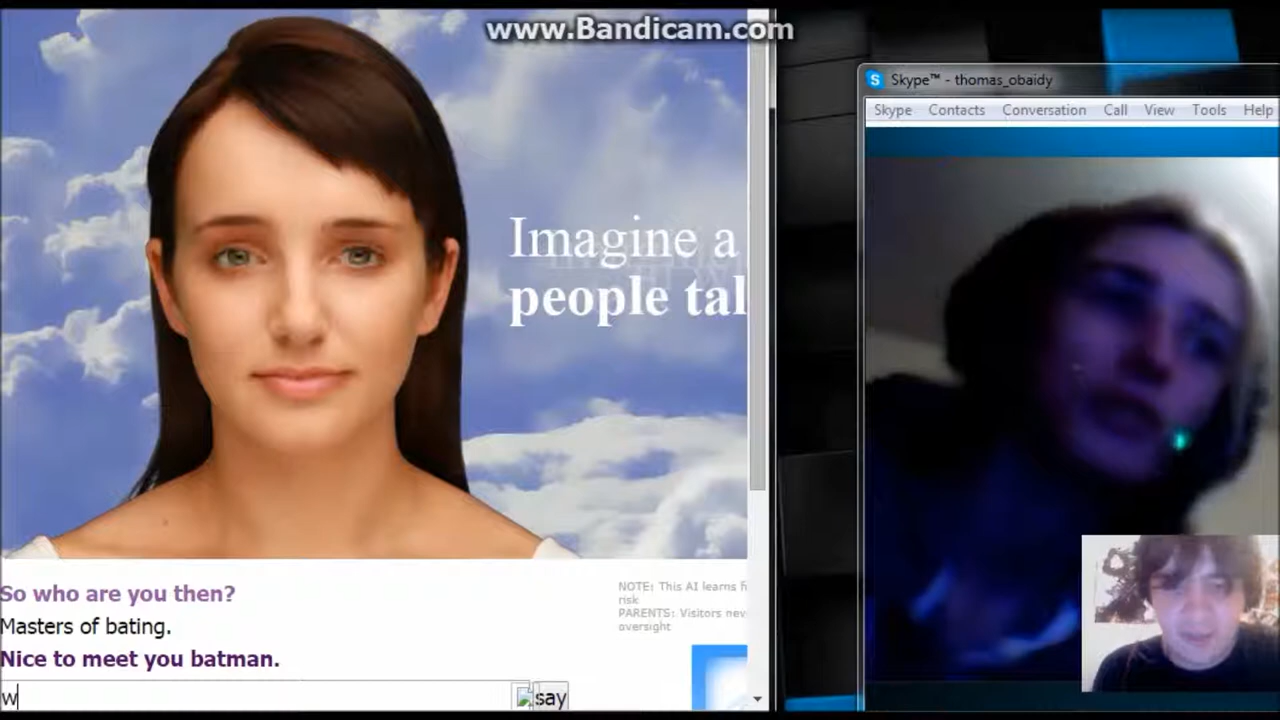 www.Bandicam.com
Imagine a
people tal
So who are you then?
Masters of bating.
Nice to meet you batman.
w
say
NOTE: This AI learns f
risk
PARENTS: Visitors nev
oversight
Skype™ - thomas_obaidy
Skype Contacts Conversation Call View Tools Help